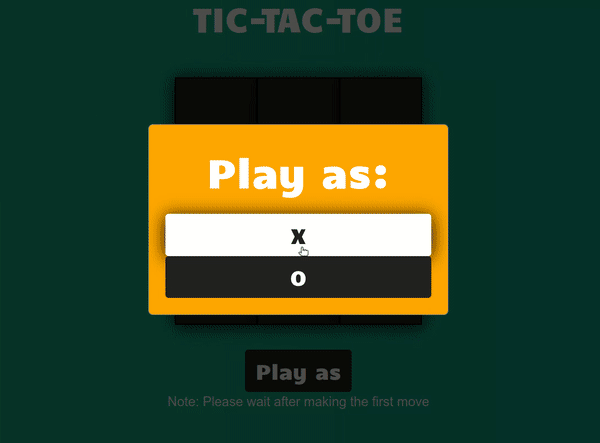 TIC-TAC-TOE
Play as:
X
O
Play as
Note: Please wait after making the first move